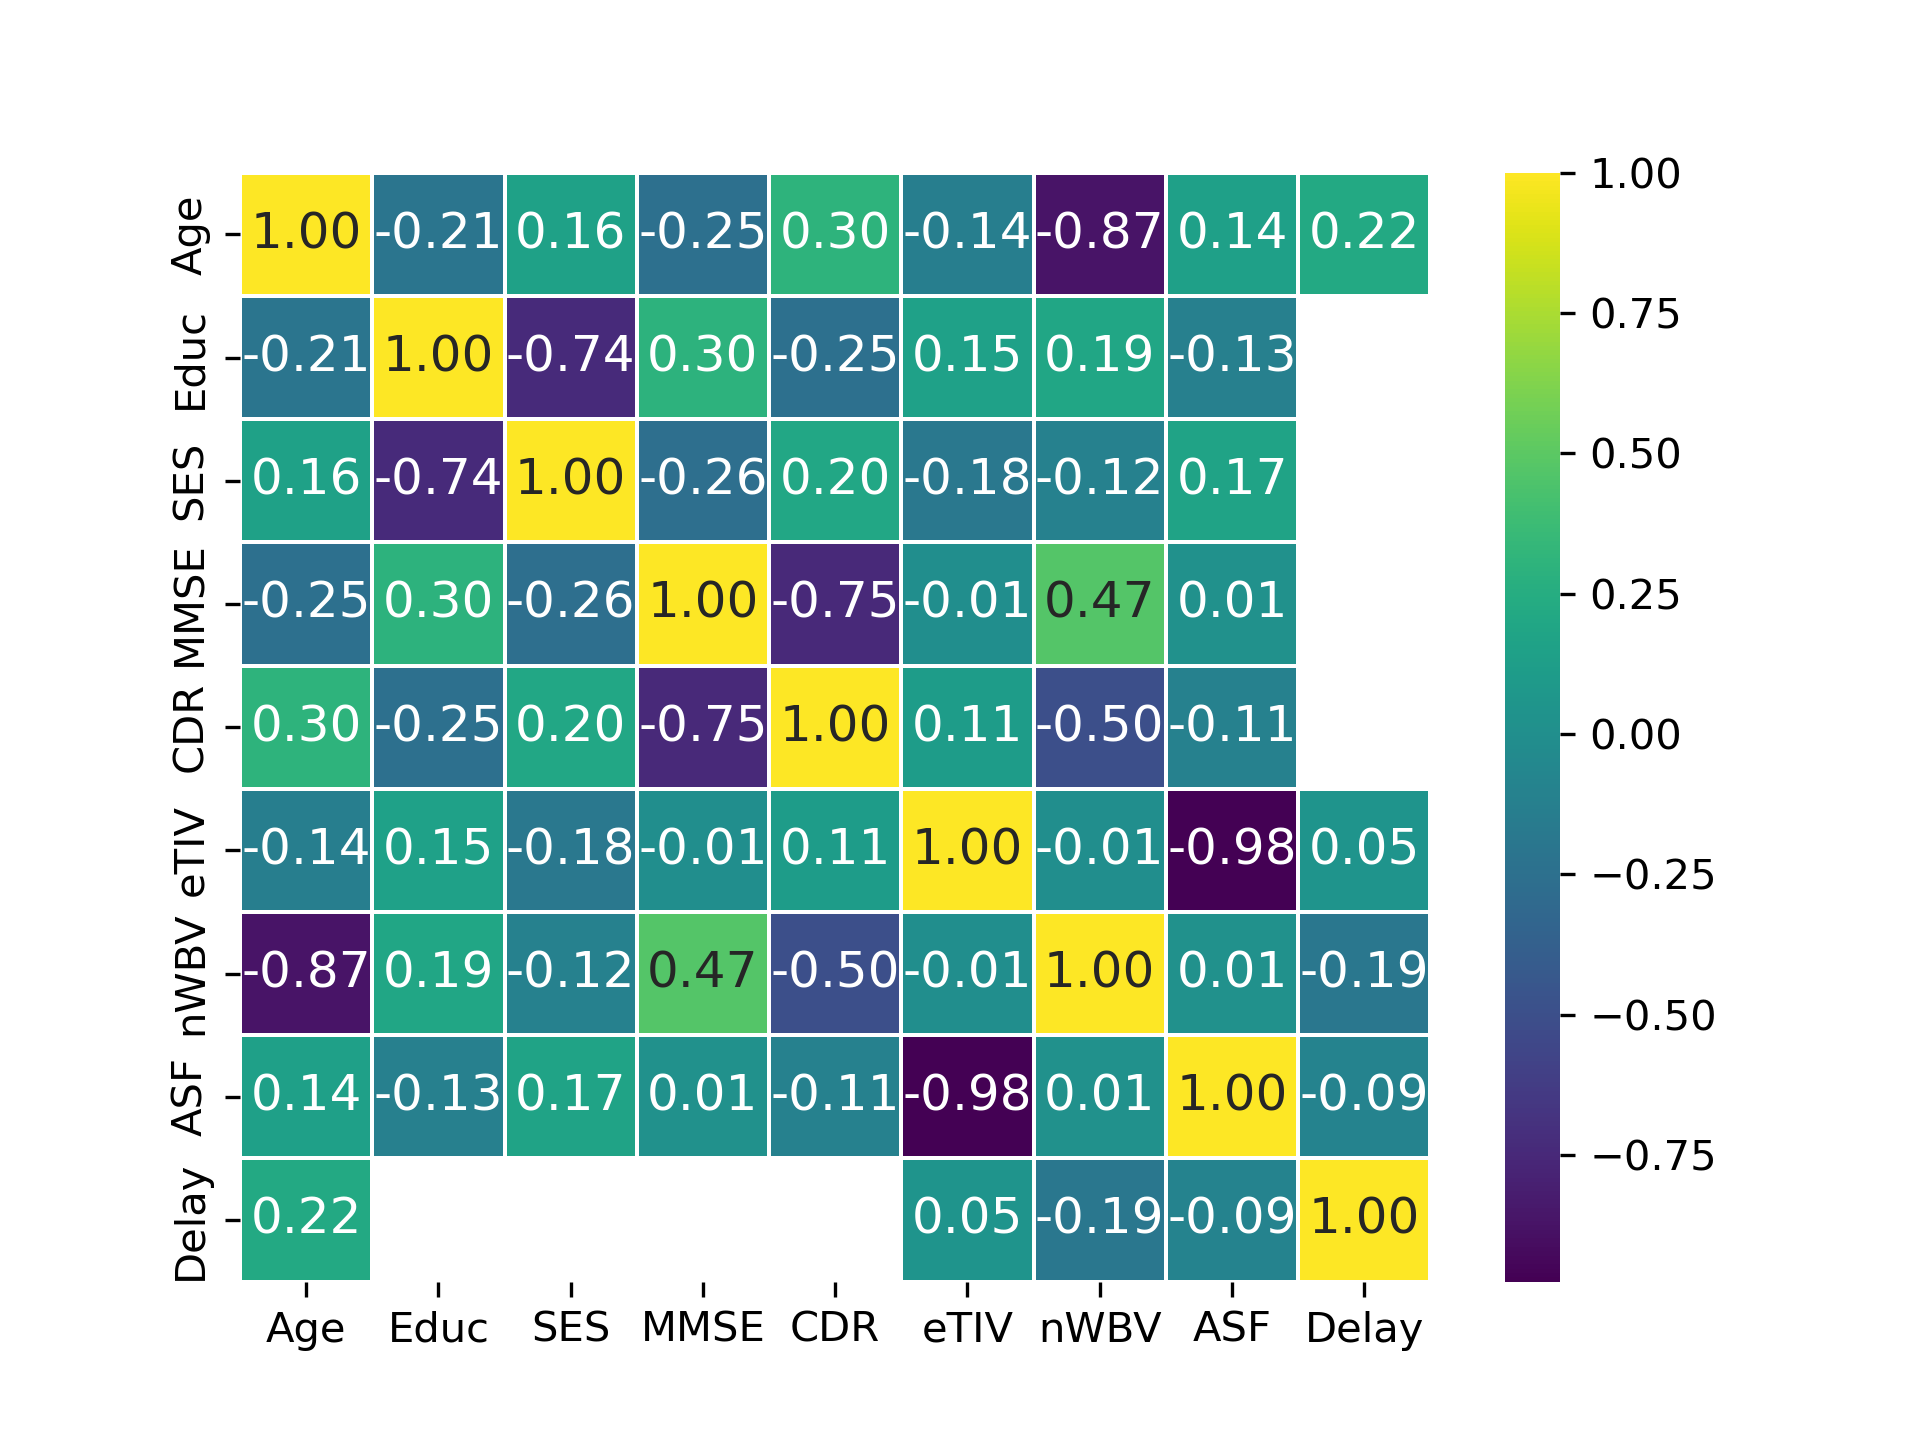 Age 1.00 -0.21 0.16 -0.25 0.30 -0.14 -0.87 0.14 0.22
Educ -0.21 1.00 -0.74 0.30 -0.25 0.15 0.19 -0.13
SES 0.16 -0.74 1.00 -0.26 0.20 -0.18 -0.12 0.17
MMSE -0.25 0.30 -0.26 1.00 -0.75 -0.01 0.47 0.01
CDR 0.30 -0.25 0.20 -0.75 1.00 0.11 -0.50 -0.11
eTIV -0.14 0.15 -0.18 -0.01 0.11 1.00 -0.01 -0.98 0.05
nWBV -0.87 0.19 -0.12 0.47 -0.50 -0.01 1.00 0.01 -0.19
ASF 0.14 -0.13 0.17 0.01 -0.11 -0.98 0.01 1.00 -0.09
Delay 0.22 0.05 -0.19 -0.09 1.00
Age Educ SES MMSE CDR eTIV nWBV ASF Delay
1.00
0.75
0.50
0.25
0.00
−0.25
−0.50
−0.75